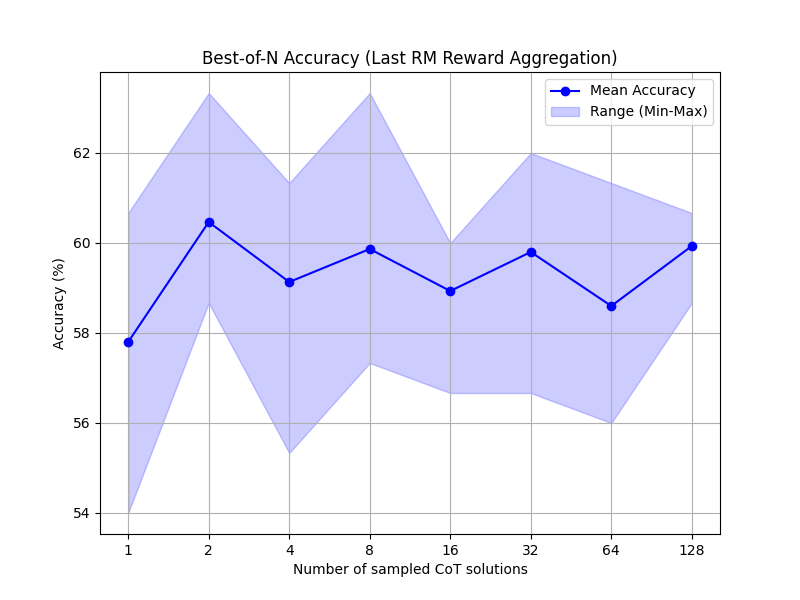 Best-of-N Accuracy (Last RM Reward Aggregation)
Mean Accuracy
Range (Min-Max)
Accuracy (%)
62
60
58
56
54
1 2 4 8 16 32 64 128
Number of sampled CoT solutions